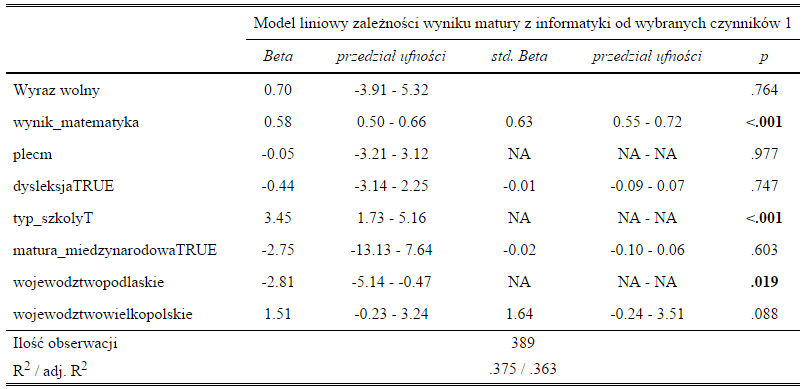 Model liniowy zależności wyniku matury z informatyki od wybranych czynników 1
Beta przedział ufności std. Beta przedział ufności p
Wyraz wolny 0.70 -3.91 - 5.32 .764
wynik_matematyka 0.58 0.50 - 0.66 0.63 0.55 - 0.72 <.001
plecm -0.05 -3.21 - 3.12 NA NA - NA .977
dysleksjaTRUE -0.44 -3.14 - 2.25 -0.01 -0.09 - 0.07 .747
typ_szkolyT 3.45 1.73 - 5.16 NA NA - NA <.001
matura_miedzynarodowaTRUE -2.75 -13.13 - 7.64 -0.02 -0.10 - 0.06 .603
wojewodztwopodlaskie -2.81 -5.14 - -0.47 NA NA - NA .019
wojewodztwowielkopolskie 1.51 -0.23 - 3.24 1.64 -0.24 - 3.51 .088
Ilość obserwacji 389
R2 / adj. R2 .375 / .363